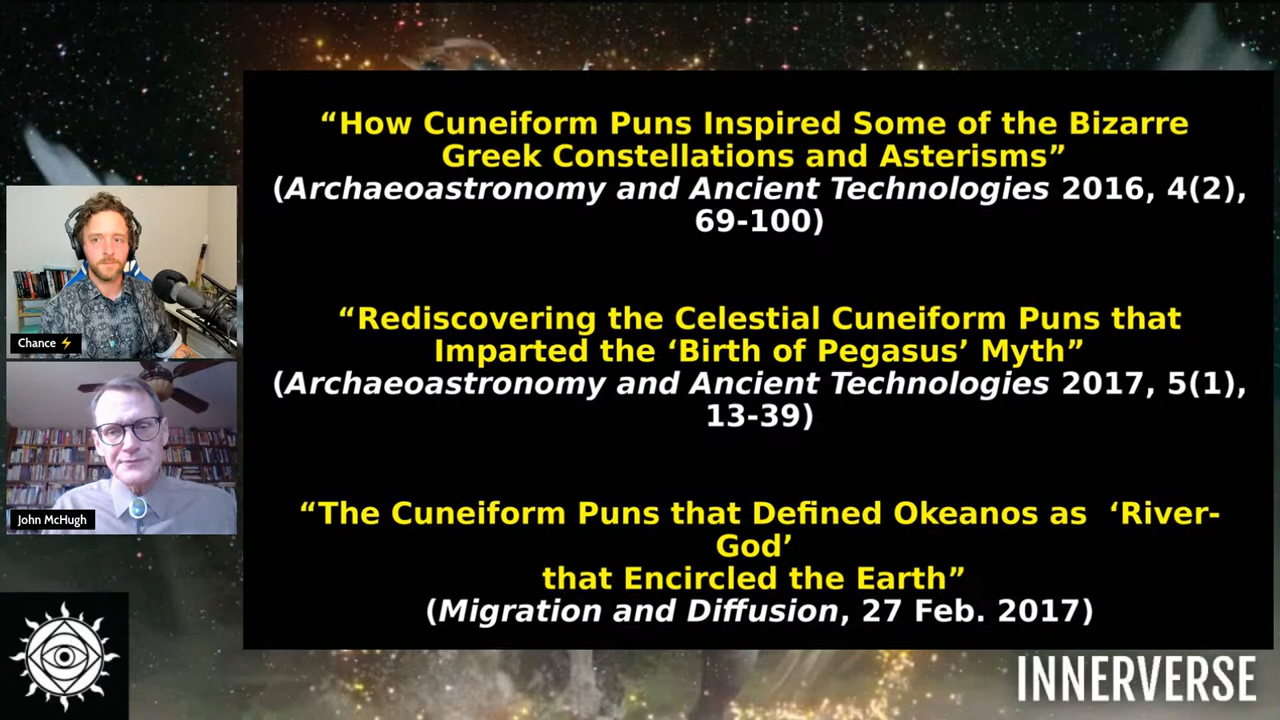 “How Cuneiform Puns Inspired Some of the Bizarre
Greek Constellations and Asterisms”
(Archaeoastronomy and Ancient Technologies 2016, 4(2),
69-100)
“Rediscovering the Celestial Cuneiform Puns that
Imparted the ‘Birth of Pegasus’ Myth”
(Archaeoastronomy and Ancient Technologies 2017, 5(1),
13-39)
“The Cuneiform Puns that Defined Okeanos as ‘River-
God’
that Encircled the Earth”
(Migration and Diffusion, 27 Feb. 2017)
Chance ⚡
John McHugh
INNERVERSE